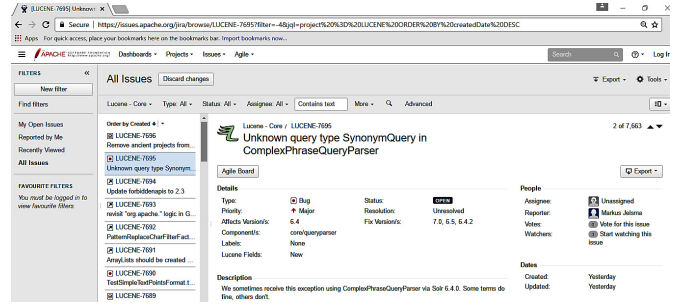 [LUCENE-7695] Unknown
Secure | https://issues.apache.org/jira/browse/LUCENE-7695?filter=-4&jql=project%20%3D%20LUCENE%20ORDER%20BY%20createdDate%20DESC
Apps For quick access, place your bookmarks here on the bookmarks bar. Import bookmarks now...
APACHE Dashboards Projects Issues Agile Search Log In
FILTERS
New filter
Find filters
My Open Issues
Reported by Me
Recently Viewed
All Issues
FAVOURITE FILTERS
You must be logged in to
view favourite filters.
All Issues Discard changes Export Tools
Lucene - Core Type: All Status: All Assignee: All Contains text More Advanced
Order by Created
LUCENE-7696
Remove ancient projects from...
LUCENE-7695
Unknown query type Synonym...
LUCENE-7694
Update forbiddenapis to 2.3
LUCENE-7693
revisit "org.apache." logic in G...
LUCENE-7692
PatternReplaceCharFilterFact...
LUCENE-7691
ArrayLists should be created ...
LUCENE-7690
TestSimpleTextPointsFormat.t...
LUCENE-7689
Lucene - Core / LUCENE-7695
2 of 7,663
Unknown query type SynonymQuery in
ComplexPhraseQueryParser
Agile Board Export
Details
Type: Bug Status: OPEN
Priority: Major Resolution: Unresolved
Affects Version/s: 6.4 Fix Version/s: 7.0, 6.5, 6.4.2
Component/s: core/queryparser
Labels: None
Lucene Fields: New
Description
We sometimes receive this exception using ComplexPhraseQueryParser via Solr 6.4.0. Some terms do
fine, others don't.
People
Assignee: Unassigned
Reporter: Markus Jelsma
Votes: Vote for this issue
Watchers: Start watching this
issue
Dates
Created: Yesterday
Updated: Yesterday